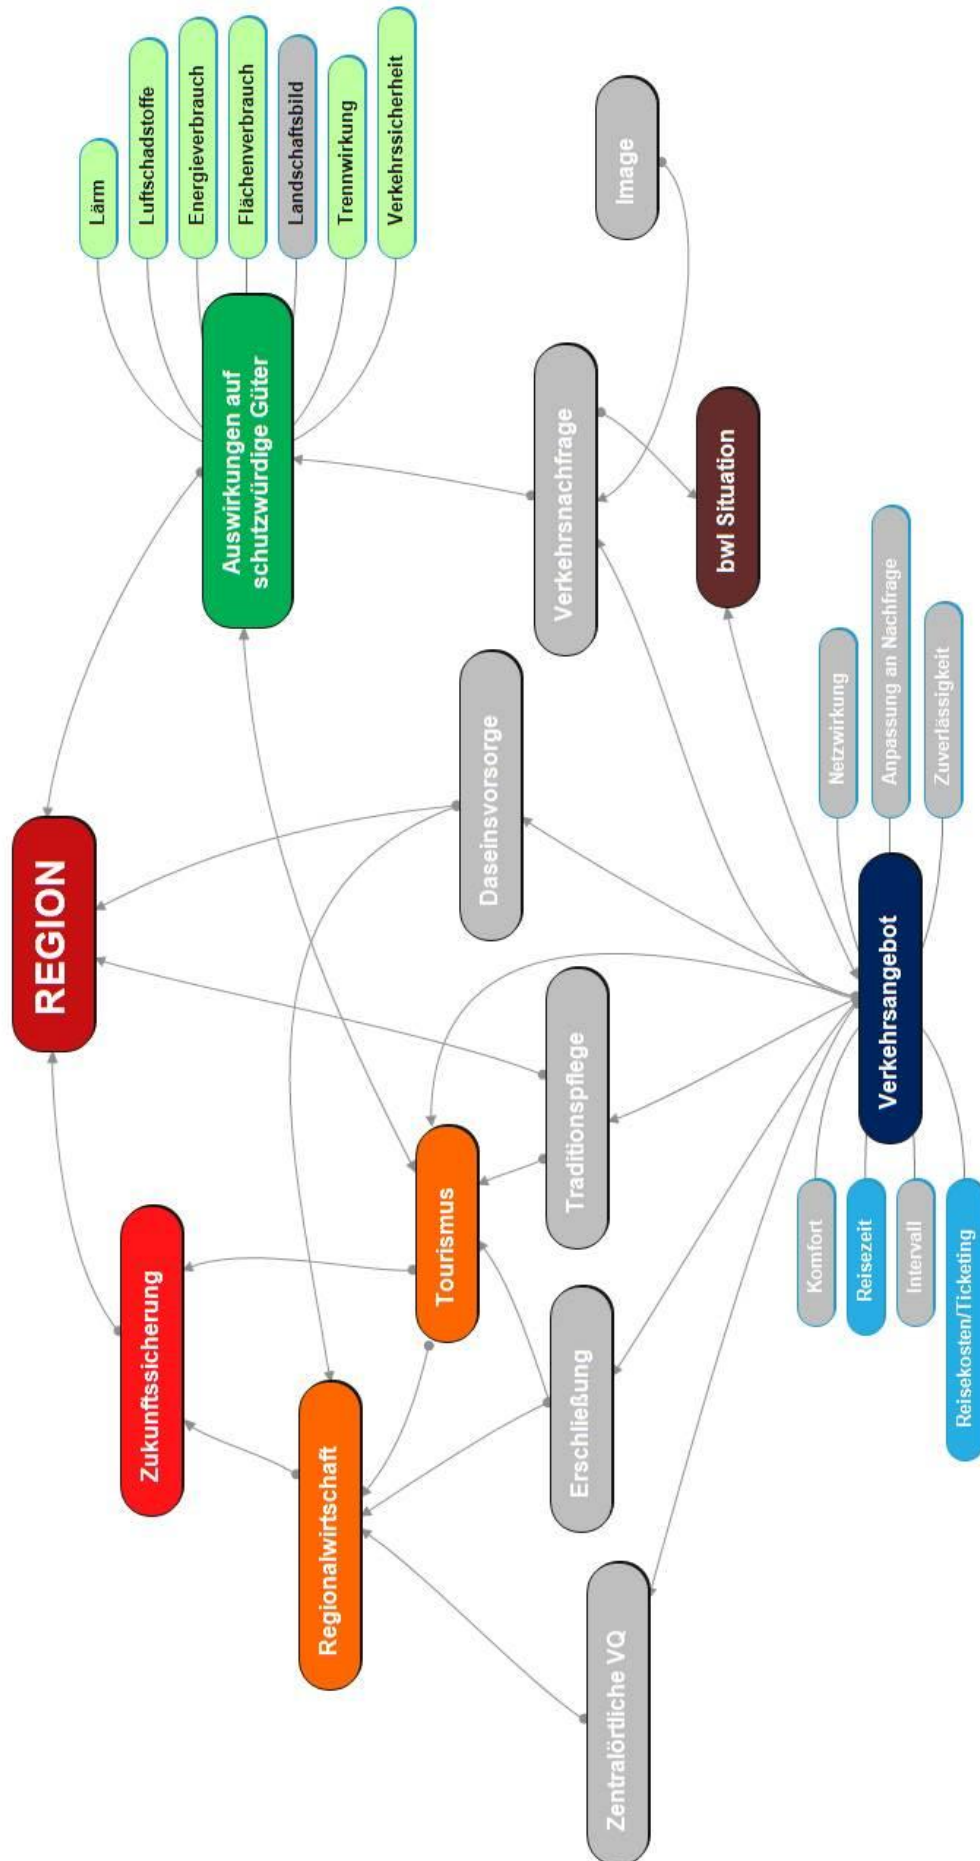 REGION
Zukunftssicherung
Auswirkungen auf
schutzwürdige Güter
Lärm
Luftschadstoffe
Energieverbrauch
Flächenverbrauch
Landschaftsbild
Trennwirkung
Verkehrssicherheit
Regionalwirtschaft
Tourismus
Daseinsvorsorge
Zentralörtliche VQ
Erschließung
Traditionspflege
Verkehrsnachfrage
Image
bwl Situation
Verkehrsangebot
Komfort
Reisezeit
Intervall
Reisekosten/Ticketing
Netzwirkung
Anpassung an Nachfrage
Zuverlässigkeit